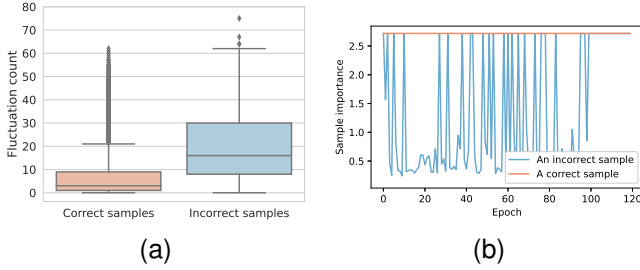 Fluctuation count
80
70
60
50
40
30
20
10
0
Correct samples
Incorrect samples
(a)
Sample importance
2.5
2.0
1.5
1.0
0.5
0
20
40
60
80
100
120
Epoch
An incorrect sample
A correct sample
(b)